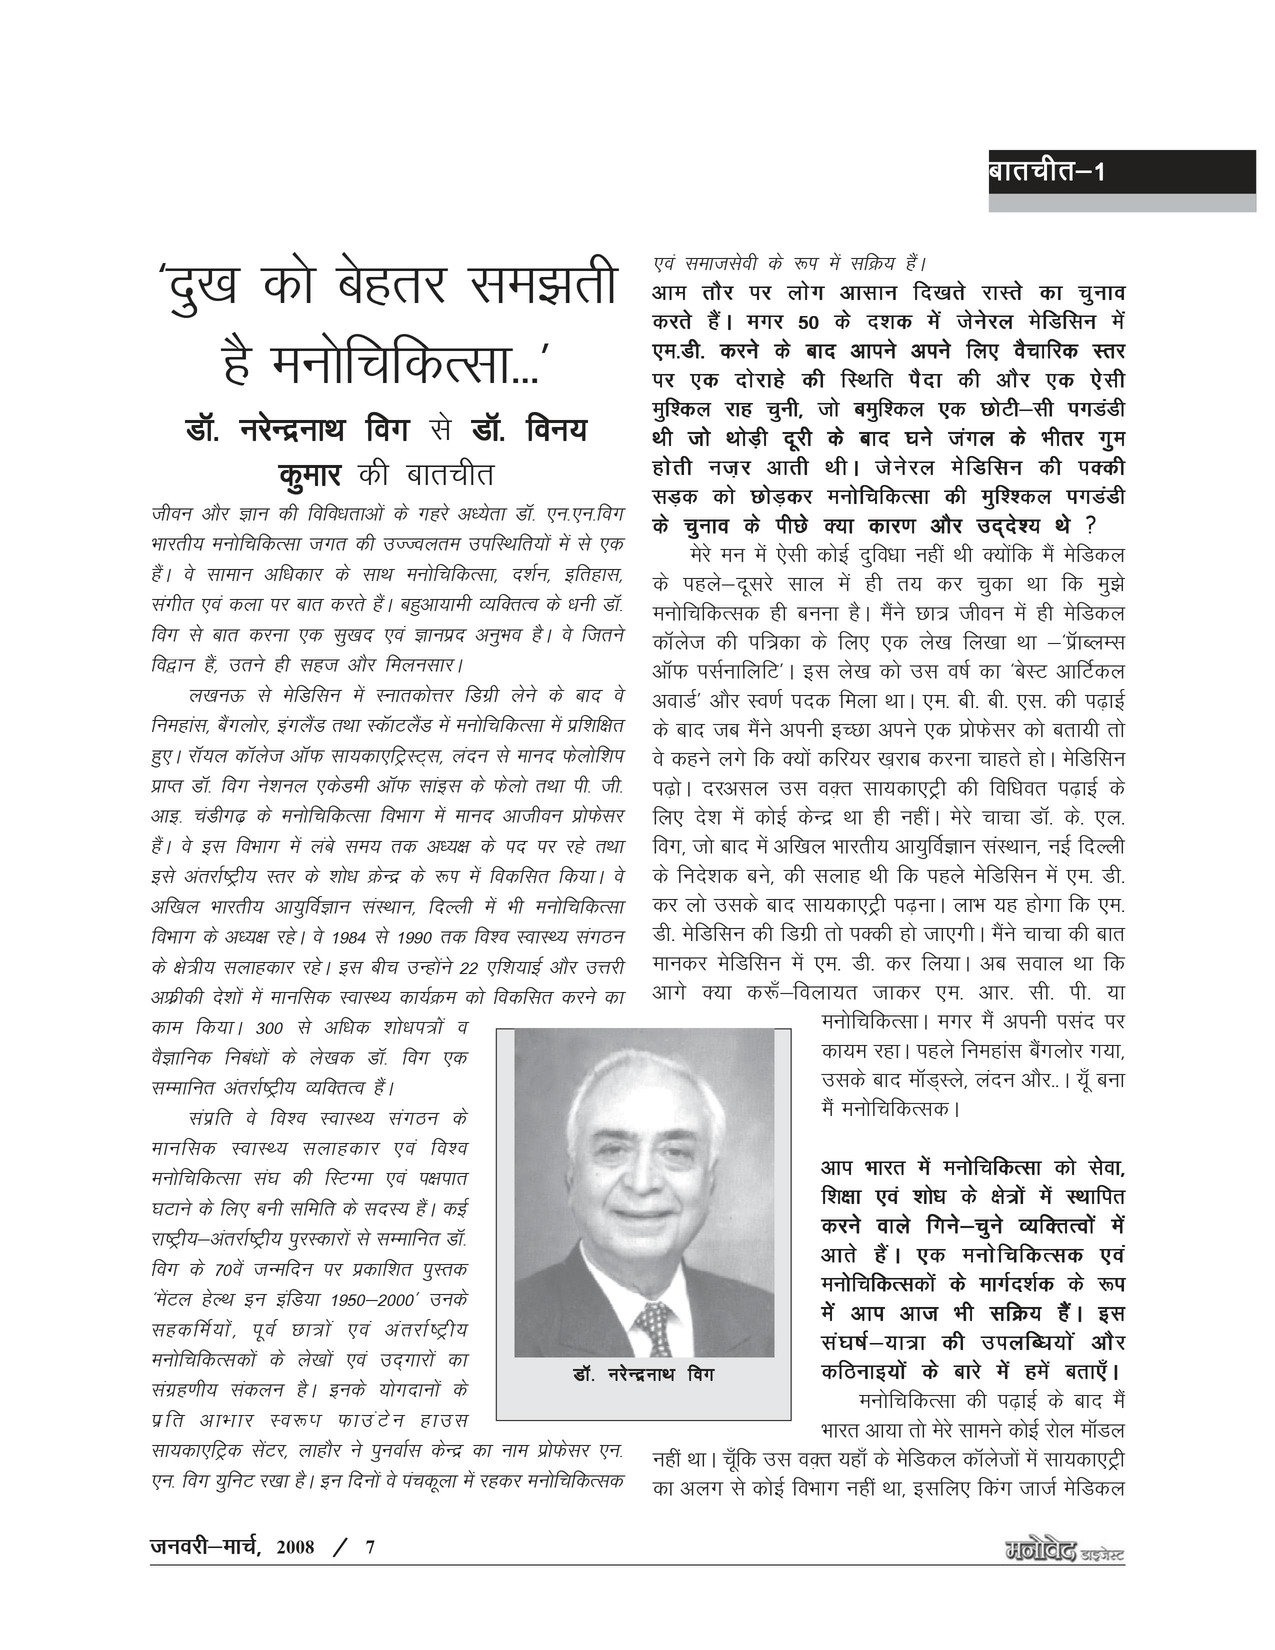 बातचीत–1
‘दुख को बेहतर समझती
है मनोचिकित्सा...’
डॉ. नरेन्द्रनाथ विग से डॉ. विनय
कुमार की बातचीत
जीवन और ज्ञान की विविधताओं के गहरे अध्येता डॉ. एन.एन.विग
भारतीय मनोचिकित्सा जगत की उज्ज्वलतम उपस्थितियों में से एक
हैं। वे सामान अधिकार के साथ मनोचिकित्सा, दर्शन, इतिहास,
संगीत एवं कला पर बात करते हैं। बहुआयामी व्यक्तित्व के धनी डॉ.
विग से बात करना एक सुखद एवं ज्ञानप्रद अनुभव है। वे जितने
विद्वान हैं, उतने ही सहज और मिलनसार।
लखनऊ से मेडिसिन में स्नातकोत्तर डिग्री लेने के बाद वे
निमहांस, बैंगलोर, इंगलैंड तथा स्कॅाटलैंड में मनोचिकित्सा में प्रशिक्षित
हुए। रॉयल कॉलेज ऑफ सायकाएट्रिस्ट्स, लंदन से मानद फेलोशिप
प्राप्त डॉ. विग नेशनल एकेडमी ऑफ सांइस के फेलो तथा पी. जी.
आइ. चंडीगढ़ के मनोचिकित्सा विभाग में मानद आजीवन प्रोफेसर
हैं। वे इस विभाग में लंबे समय तक अध्यक्ष के पद पर रहे तथा
इसे अंतर्राष्ट्रीय स्तर के शोध क्रेन्द्र के रूप में विकसित किया। वे
अखिल भारतीय आयुर्विज्ञान संस्थान, दिल्ली में भी मनोचिकित्सा
विभाग के अध्यक्ष रहे। वे 1984 से 1990 तक विश्व स्वास्थ्य संगठन
के क्षेत्रीय सलाहकार रहे। इस बीच उन्होंने 22 एशियाई और उत्तरी
अफ्रीकी देशों में मानसिक स्वास्थ्य कार्यक्रम को विकसित करने का
काम किया। 300 से अधिक शोधपत्रों व
वैज्ञानिक निबंधों के लेखक डॉ. विग एक
सम्मानित अंतर्राष्ट्रीय व्यक्तित्व हैं।
संप्रति वे विश्व स्वास्थ्य संगठन के
मानसिक स्वास्थ्य सलाहकार एवं विश्व
मनोचिकित्सा संघ की स्टिग्मा एवं पक्षपात
घटाने के लिए बनी समिति के सदस्य हैं। कई
राष्ट्रीय–अंतर्राष्ट्रीय पुरस्कारों से सम्मानित डॉ.
विग के 70वें जन्मदिन पर प्रकाशित पुस्तक
‘मेंटल हेल्थ इन इंडिया 1950–2000’ उनके
सहकर्मियों, पूर्व छात्रों एवं अंतर्राष्ट्रीय
मनोचिकित्सकों के लेखों एवं उद्‌गारों का
संग्रहणीय संकलन है। इनके योगदानों के
प्रति आभार स्वरूप फाउंटेन हाउस
सायकाएट्रिक सेंटर, लाहौर ने पुनर्वास केन्द्र का नाम प्रोफेसर एन.
एन. विग युनिट रखा है। इन दिनों वे पंचकूला में रहकर मनोचिकित्सक
एवं समाजसेवी के रूप में सक्रिय हैं।
आम तौर पर लोग आसान दिखते रास्ते का चुनाव
करते हैं। मगर 50 के दशक में जेनेरल मेडिसिन में
एम.डी. करने के बाद आपने अपने लिए वैचारिक स्तर
पर एक दोराहे की स्थिति पैदा की और एक ऐसी
मुश्किल राह चुनी, जो बमुश्किल एक छोटी–सी पगडंडी
थी जो थोड़ी दूरी के बाद घने जंगल के भीतर गुम
होती नज़र आती थी। जेनेरल मेडिसिन की पक्की
सड़क को छोड़कर मनोचिकित्सा की मुश्श्किल पगडंडी
के चुनाव के पीछे क्या कारण और उद्देश्य थे ?
मेरे मन में ऐसी कोई दुविधा नहीं थी क्योंकि मैं मेडिकल
के पहले–दूसरे साल में ही तय कर चुका था कि मुझे
मनोचिकित्सक ही बनना है। मैंने छात्र जीवन में ही मेडिकल
कॉलेज की पत्रिका के लिए एक लेख लिखा था –‘प्रॅाब्लम्स
ऑफ पर्सनालिटि’। इस लेख को उस वर्ष का ‘बेस्ट आर्टिकल
अवार्ड’ और स्वर्ण पदक मिला था। एम. बी. बी. एस. की पढ़ाई
के बाद जब मैंने अपनी इच्छा अपने एक प्रोफेसर को बतायी तो
वे कहने लगे कि क्यों करियर ख़राब करना चाहते हो। मेडिसिन
पढ़ो। दरअसल उस वक़्त सायकाएट्री की विधिवत पढ़ाई के
लिए देश में कोई केन्द्र था ही नहीं। मेरे चाचा डॉ. के. एल.
विग, जो बाद में अखिल भारतीय आयुर्विज्ञान संस्थान, नई दिल्ली
के निदेशक बने, की सलाह थी कि पहले मेडिसिन में एम. डी.
कर लो उसके बाद सायकाएट्री पढ़ना। लाभ यह होगा कि एम.
डी. मेडिसिन की डिग्री तो पक्की हो जाएगी। मैंने चाचा की बात
मानकर मेडिसिन में एम. डी. कर लिया। अब सवाल था कि
आगे क्या करूँ–विलायत जाकर एम. आर. सी. पी. या
मनोचिकित्सा। मगर मैं अपनी पसंद पर
कायम रहा। पहले निमहांस बैंगलोर गया,
उसके बाद मॉड्स्ले, लंदन और..। यूँ बना
मैं मनोचिकित्सक।
आप भारत में मनोचिकित्सा को सेवा,
शिक्षा एवं शोध के क्षेत्रों में स्थापित
करने वाले गिने–चुने व्यक्तित्वों में
आते हैं। एक मनोचिकित्सक एवं
मनोचिकित्सकों के मार्गदर्शक के रूप
में आप आज भी सक्रिय हैं। इस
संघर्ष–यात्रा की उपलब्धियों और
कठिनाइयों के बारे में हमें बताएँ।
मनोचिकित्सा की पढ़ाई के बाद मैं
भारत आया तो मेरे सामने कोई रोल मॉडल
नहीं था। चूँकि उस वक़्त यहाँ के मेडिकल कॉलेजों में सायकाएट्री
का अलग से कोई विभाग नहीं था, इसलिए किंग जार्ज मेडिकल
डॉ. नरेन्द्रनाथ विग
जनवरी–मार्च, 2008 / 7
मनोवेद डाइजेस्ट